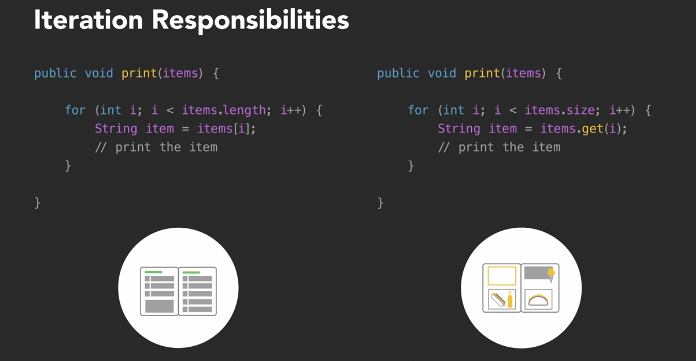 Iteration Responsibilities
public void print(items) {
for (int i; i < items.length; i++) {
String item = items[i];
// print the item
}
}
public void print(items) {
for (int i; i < items.size; i++) {
String item = items.get(i);
// print the item
}
}